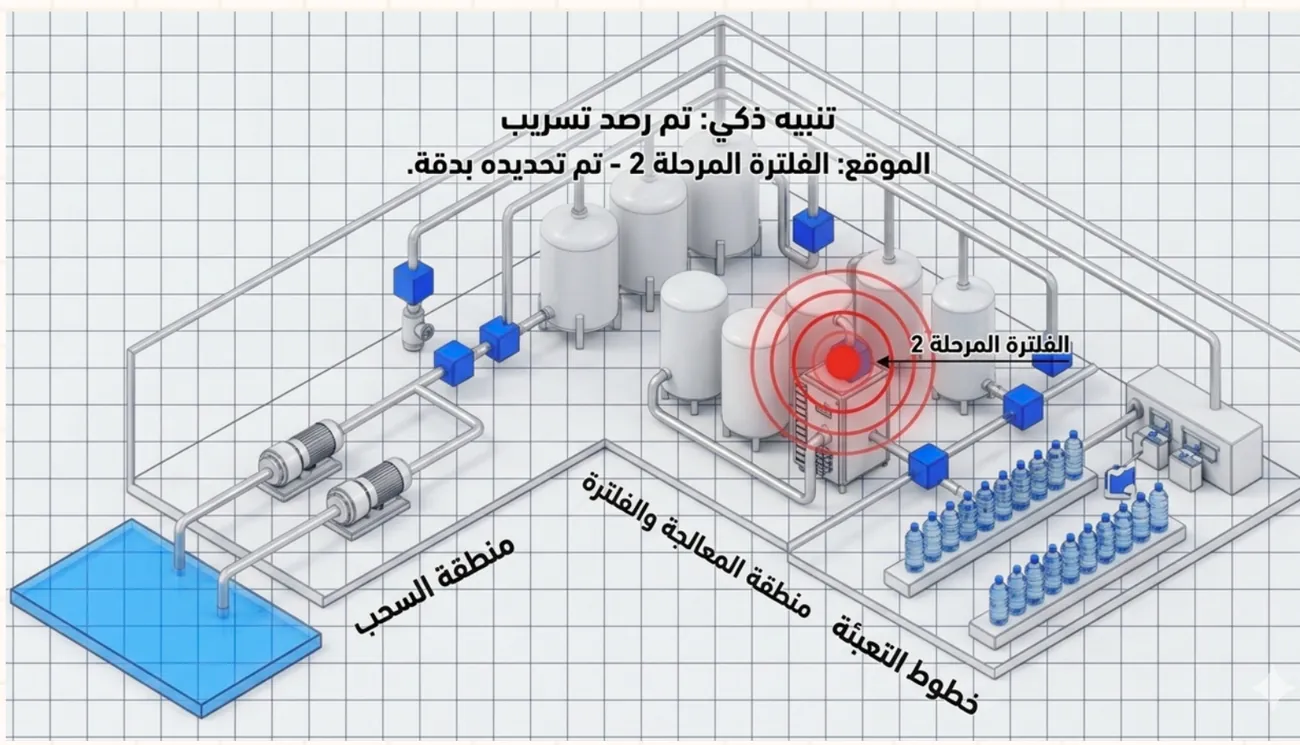 تنبيه ذكي: تم رصد تسريب
الموقع: الفلترة المرحلة 2 - تم تحديده بدقة.
الفلترة المرحلة 2
منطقة السحب
منطقة المعالجة والفلترة
خطوط التعبئة